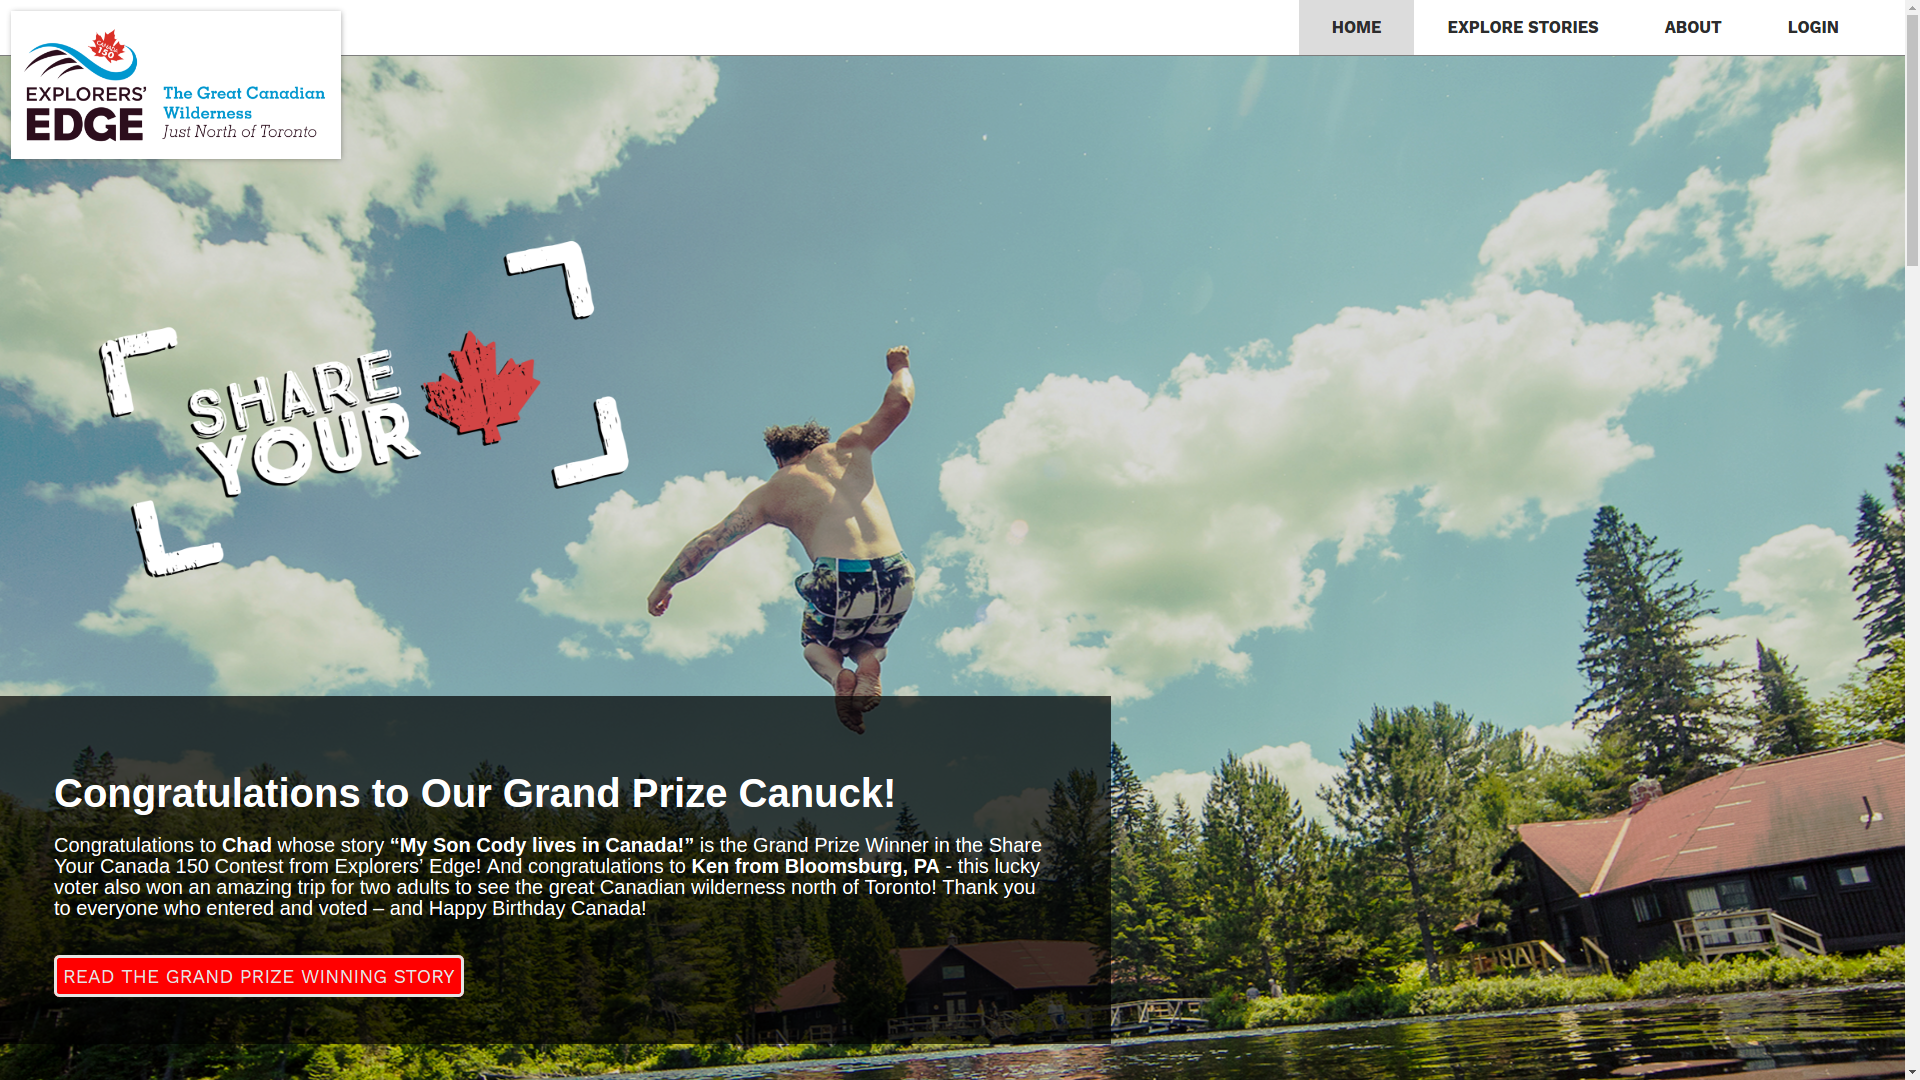 HOME
EXPLORE STORIES
ABOUT
LOGIN
CANADA
150
EXPLORERS'
EDGE
The Great Canadian
Wilderness
Just North of Toronto
SHARE
YOUR
Congratulations to Our Grand Prize Canuck!
Congratulations to Chad whose story “My Son Cody lives in Canada!” is the Grand Prize Winner in the Share
Your Canada 150 Contest from Explorers’ Edge! And congratulations to Ken from Bloomsburg, PA - this lucky
voter also won an amazing trip for two adults to see the great Canadian wilderness north of Toronto! Thank you
to everyone who entered and voted – and Happy Birthday Canada!
READ THE GRAND PRIZE WINNING STORY